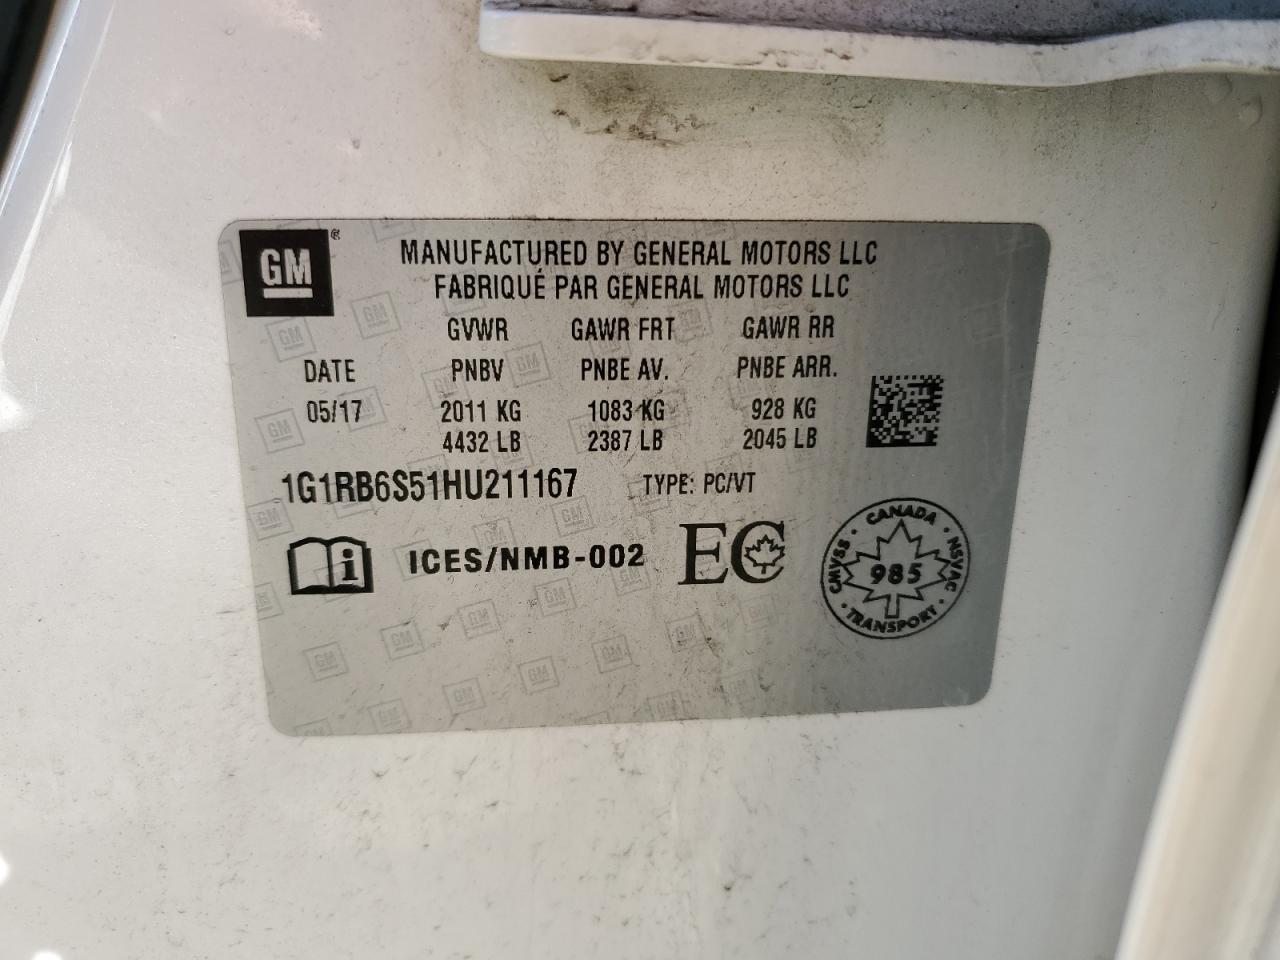 GM®
MANUFACTURED BY GENERAL MOTORS LLC
FABRIQUÉ PAR GENERAL MOTORS LLC
GVWR GAWR FRT GAWR RR
DATE PNBV PNBE AV. PNBE ARR.
05/17 2011 KG 1083 KG 928 KG
4432 LB 2387 LB 2045 LB
1G1RB6S51HU211167 TYPE: PC/VT
i ICES/NMB-002 EC
CANADA
CMVSS · NSVAC
985
TRANSPORT